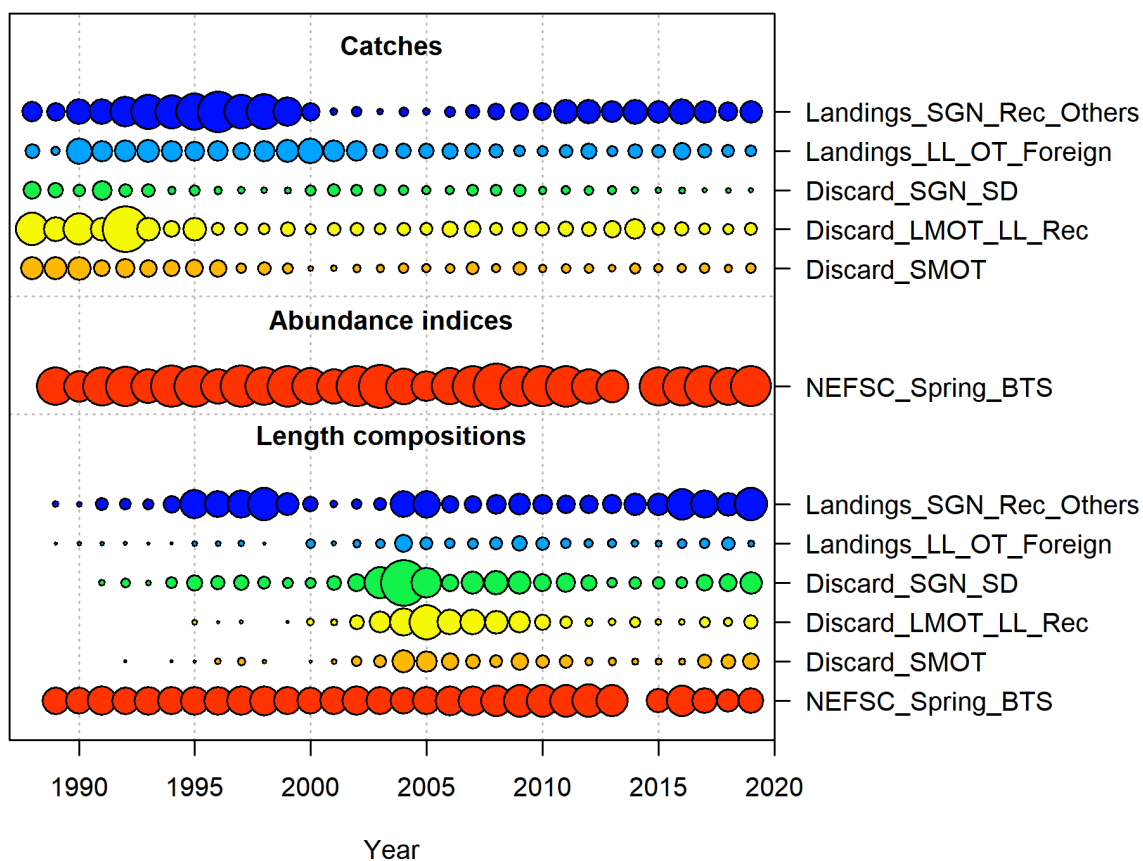 Catches
Landings_SGN_Rec_Others
Landings_LL_OT_Foreign
Discard_SGN_SD
Discard_LMOT_LL_Rec
Discard_SMOT
Abundance indices
NEFSC_Spring_BTS
Length compositions
Landings_SGN_Rec_Others
Landings_LL_OT_Foreign
Discard_SGN_SD
Discard_LMOT_LL_Rec
Discard_SMOT
NEFSC_Spring_BTS
1990 1995 2000 2005 2010 2015 2020
Year